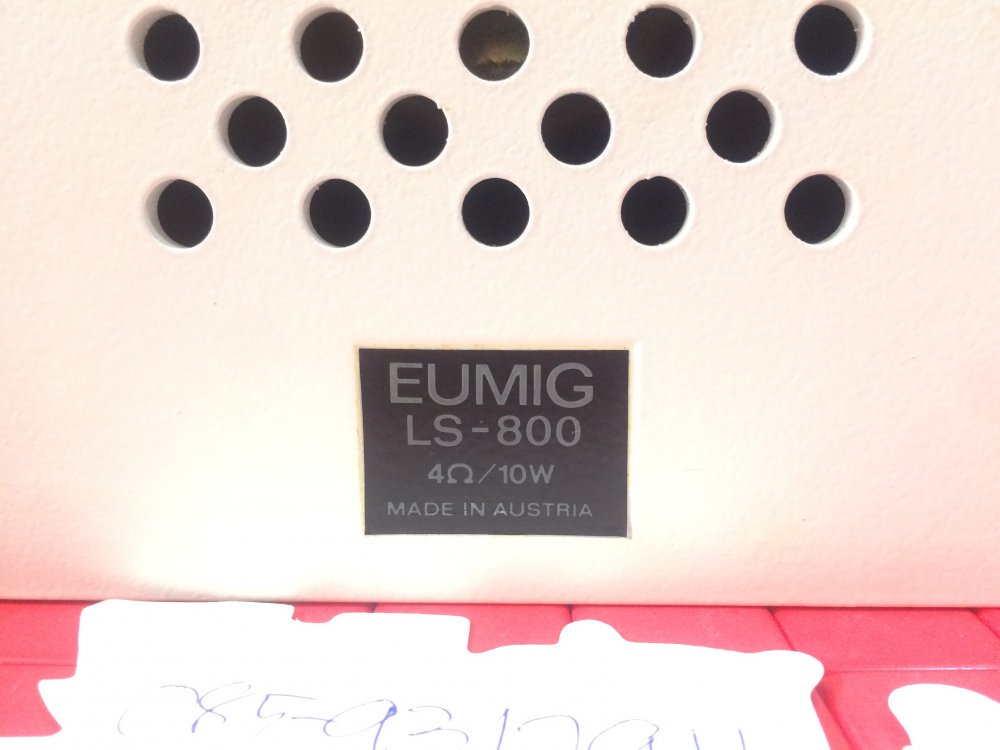 EUMIG
LS-800
4Ω/10W
MADE IN AUSTRIA